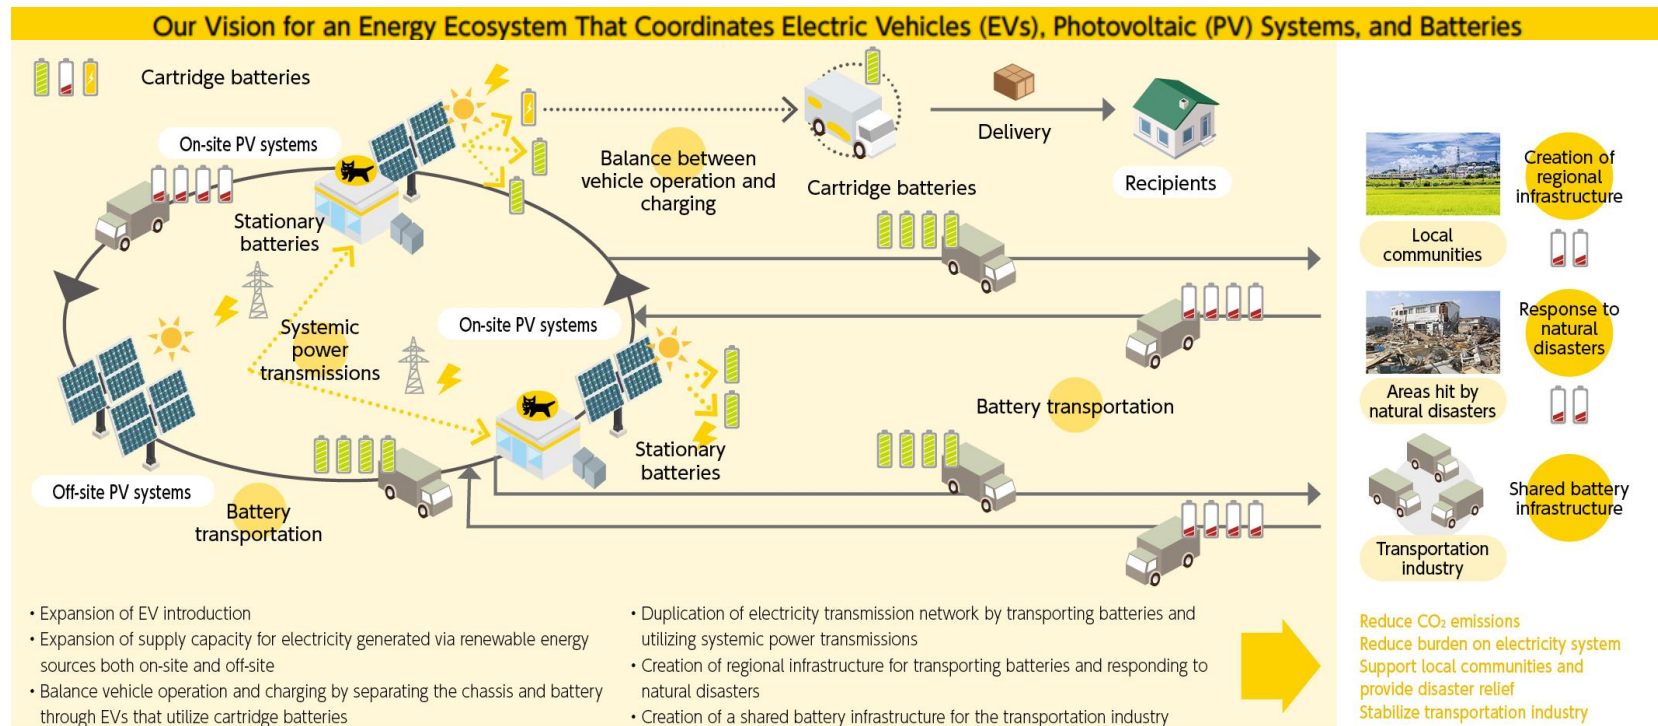 Our Vision for an Energy Ecosystem That Coordinates Electric Vehicles (EVs), Photovoltaic (PV) Systems, and Batteries
Cartridge batteries
On-site PV systems
Stationary
batteries
Balance between
vehicle operation and
charging
Delivery
Cartridge batteries
Recipients
Systemic
power
transmissions
On-site PV systems
Stationary
batteries
Off-site PV systems
Battery
transportation
Battery transportation
Local
communities
Creation of
regional
infrastructure
Areas hit by
natural disasters
Response to
natural
disasters
Transportation
industry
Shared battery
infrastructure
• Expansion of EV introduction
• Expansion of supply capacity for electricity generated via renewable energy
sources both on-site and off-site
• Balance vehicle operation and charging by separating the chassis and battery
through EVs that utilize cartridge batteries
• Duplication of electricity transmission network by transporting batteries and
utilizing systemic power transmissions
• Creation of regional infrastructure for transporting batteries and responding to
natural disasters
• Creation of a shared battery infrastructure for the transportation industry
Reduce CO₂ emissions
Reduce burden on electricity system
Support local communities and
provide disaster relief
Stabilize transportation industry